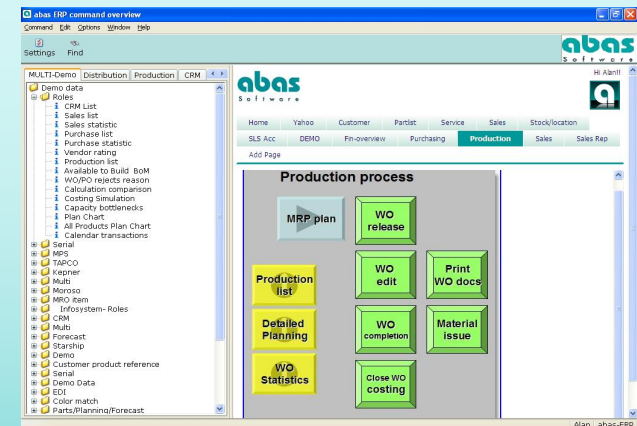 abas ERP command overview
Command Edit Options Window Help
Settings Find
abas
Software
MULTI-Demo Distribution Production CRM
Demo data
Roles
CRM List
Sales list
Sales statistic
Purchase list
Purchase statistic
Vendor rating
Production list
Available to Build BoM
WO/PO rejects reason
Calculation comparison
Costing Simulation
Capacity bottlenecks
Plan Chart
All Products Plan Chart
Calendar transactions
Serial
MPS
TAPCO
Kepner
Multi
Moroso
MRO item
Infosystem- Roles
CRM
Multi
Forecast
Starship
Demo
Customer product reference
Serial
Demo Data
EDI
Color match
Parts/Planning/Forecast
abas
Software
Hi Alan!!
a
Home Yahoo Customer Partlist Service Sales Stock/location
SLS Acc DEMO Fin-overview Purchasing Production Sales Sales Rep
Add Page
Production process
MRP plan
WO
release
Production
list
WO
edit
Print
WO docs
Detailed
Planning
WO
completion
Material
issue
WO
Statistics
Close WO
costing
Alan abas-ERP